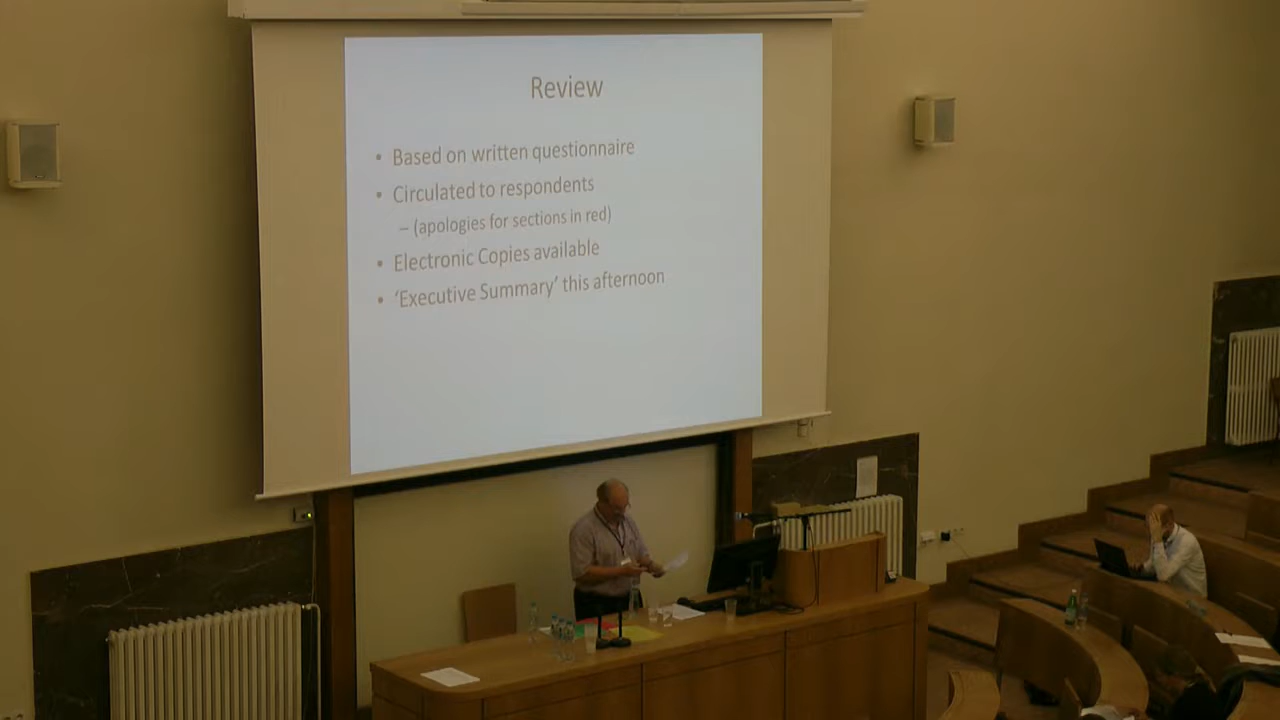 Review
• Based on written questionnaire
• Circulated to respondents
– (apologies for sections in red)
• Electronic Copies available
• ‘Executive Summary’ this afternoon